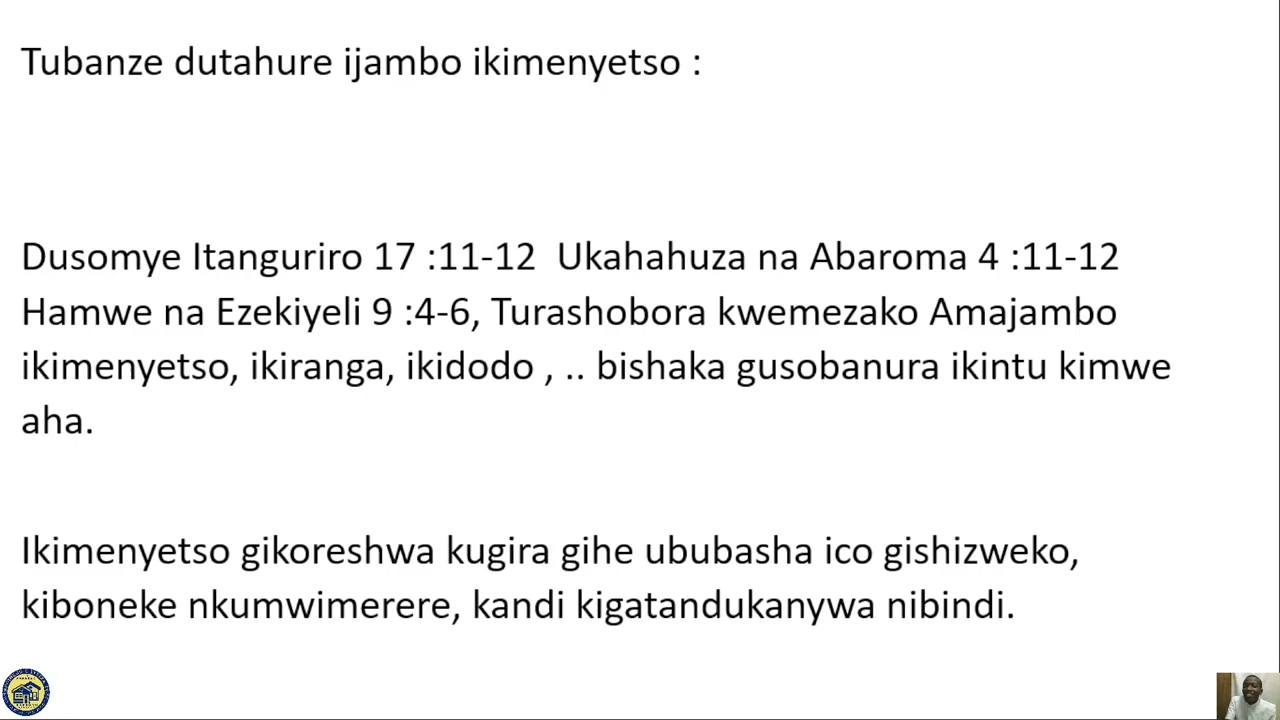 Tubanze dutahure ijambo ikimenyetso :
Dusomye Itanguriro 17 :11-12  Ukahahuza na Abaroma 4 :11-12
Hamwe na Ezekiyeli 9 :4-6, Turashobora kwemezako Amajambo
ikimenyetso, ikiranga, ikidodo , .. bishaka gusobanura ikintu kimwe
aha.
Ikimenyetso gikoreshwa kugira gihe ububasha ico gishizweko,
kiboneke nkumwimerere, kandi kigatandukanywa nibindi.